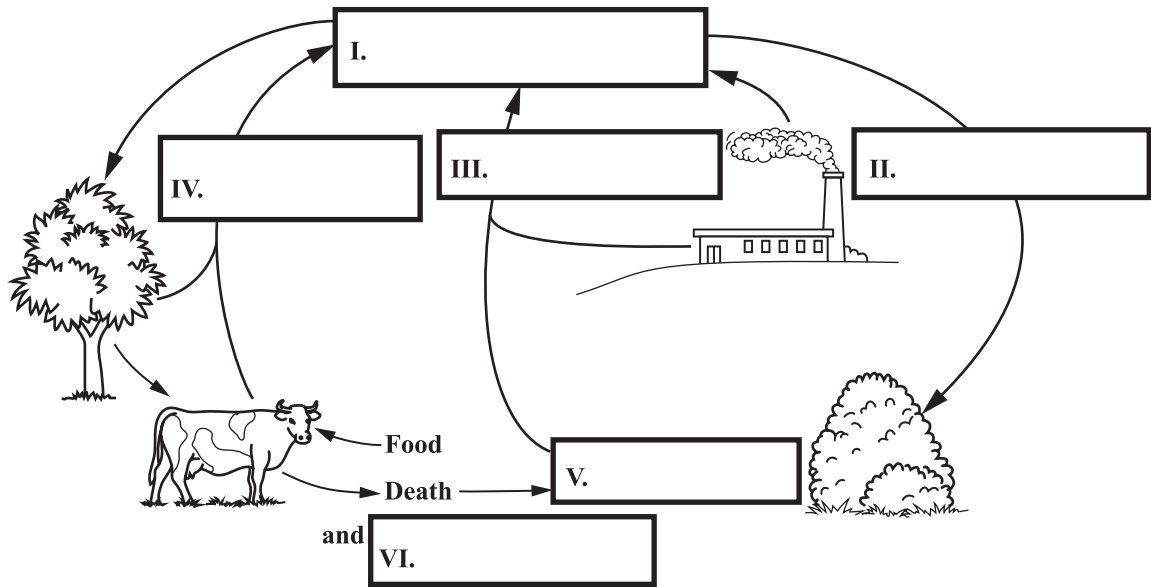 I.
IV.
III.
II.
Food
Death
V.
and
VI.